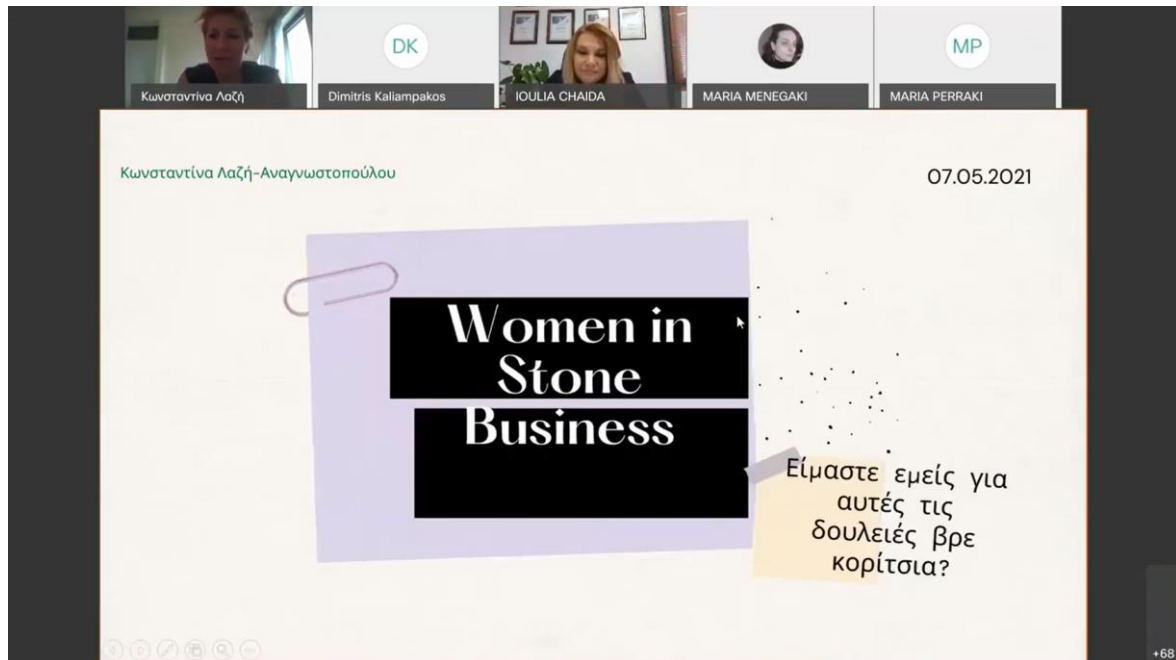 DK
MP
Κωνσταντίνα Λαζή
Dimitris Kaliampakos
IOULIA CHAIDA
MARIA MENEGAKI
MARIA PERRAKI
Κωνσταντίνα Λαζή-Αναγνωστοπούλου
07.05.2021
Women in
Stone
Business
Είμαστε εμείς για
αυτές τις
δουλειές βρε
κορίτσια?
+68